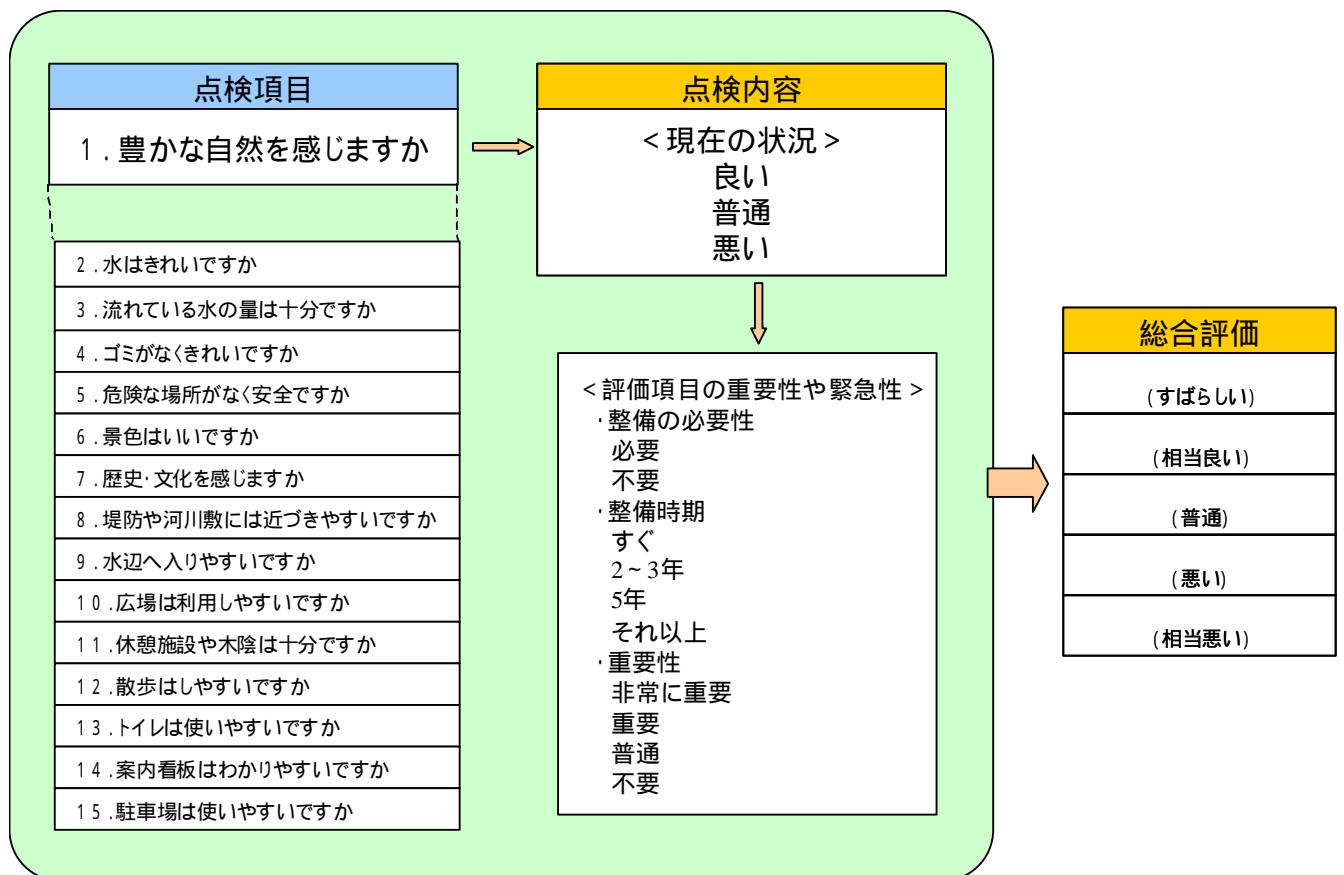 点検項目
1.豊かな自然を感じますか
2.水はきれいですか
3.流れている水の量は十分ですか
4.ゴミがなくきれいですか
5.危険な場所がなく安全ですか
6.景色はいいですか
7.歴史・文化を感じますか
8.堤防や河川敷には近づきやすいですか
9.水辺へ入りやすいですか
10.広場は利用しやすいですか
11.休憩施設や木陰は十分ですか
12.散歩はしやすいですか
13.トイレは使いやすいですか
14.案内看板はわかりやすいですか
15.駐車場は使いやすいですか
点検内容
<現在の状況>
良い
普通
悪い
<評価項目の重要性や緊急性>
・整備の必要性
必要
不要
・整備時期
すぐ
2~3年
5年
それ以上
・重要性
非常に重要
重要
普通
不要
総合評価
(すばらしい)
(相当良い)
(普通)
(悪い)
(相当悪い)